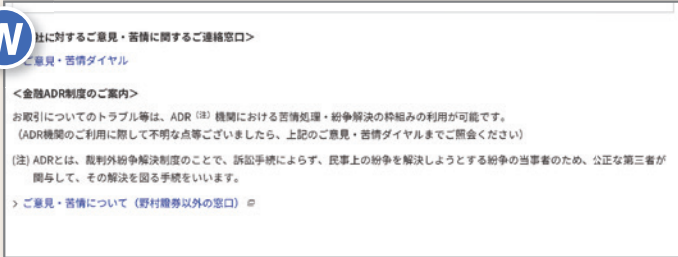 W
社に対するご意見・苦情に関するご連絡窓口>
ご意見・苦情ダイヤル
<金融ADR制度のご案内>
お取引についてのトラブル等は、ADR（注）機関における苦情処理・紛争解決の枠組みの利用が可能です。
（ADR機関のご利用に際して不明な点等ございましたら、上記のご意見・苦情ダイヤルまでご照会ください）
(注) ADRとは、裁判外紛争解決制度のことで、訴訟手続によらず、民事上の紛争を解決しようとする紛争の当事者のため、公正な第三者が
関与して、その解決を図る手続をいいます。
> ご意見・苦情について（野村證券以外の窓口）